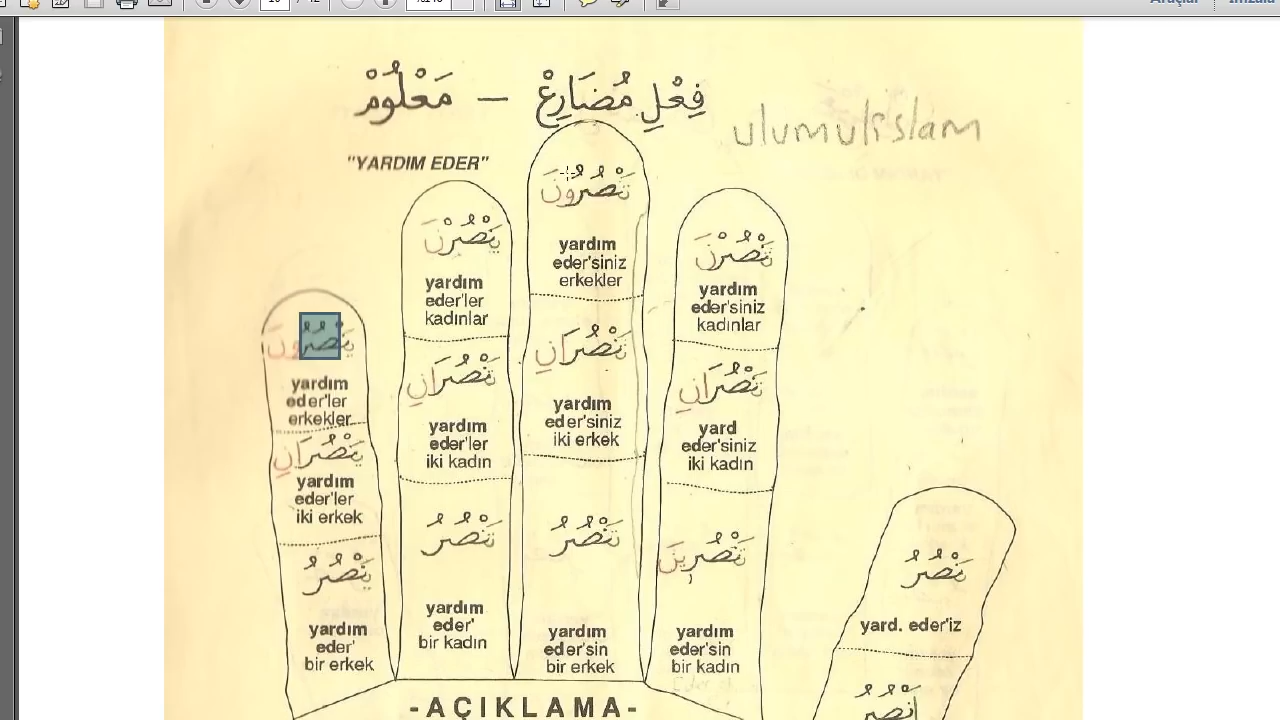 Araçlar
فِعْلِ مُضَارِعْ – مَعْلُومْ
ulumulislam
"YARDIM EDER"
يَنْصُرُونَ
yardım
eder'ler
erkekler
يَنْصُرَانِ
yardım
eder'ler
iki erkek
يَنْصُرُ
yardım
eder'
bir erkek
يَنْصُرْنَ
yardım
eder'ler
kadınlar
تَنْصُرَانِ
yardım
eder'ler
iki kadın
تَنْصُرُ
yardım
eder'
bir kadın
تَنْصُرُونَ
yardım
eder'siniz
erkekler
تَنْصُرَانِ
yardım
eder'siniz
iki erkek
تَنْصُرُ
yardım
eder'sin
bir erkek
تَنْصُرْنَ
yardım
eder'siniz
kadınlar
تَنْصُرَانِ
yard
eder'siniz
iki kadın
تَنْصُرِينَ
yardım
eder'sin
bir kadın
نَنْصُرُ
yard. eder'iz
اَنْصُرُ
-AÇIKLAMA-